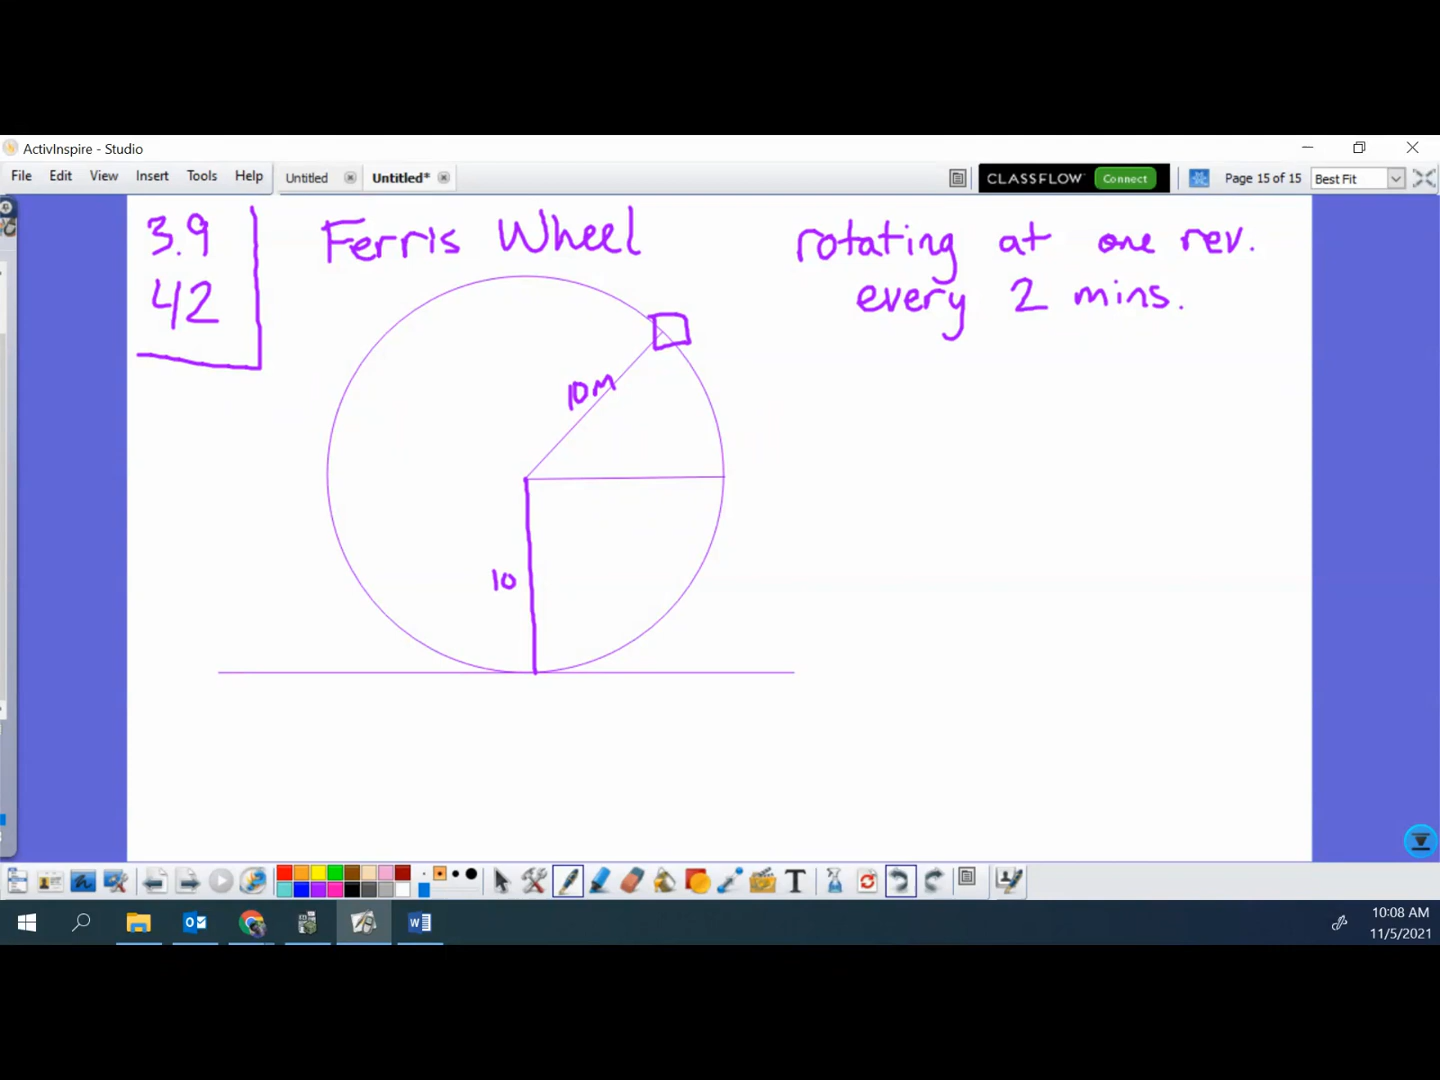 ActivInspire - Studio
File Edit View Insert Tools Help
Untitled Untitled*
CLASSFLOW Connect
Page 15 of 15 Best Fit
3.9
42
Ferris Wheel
rotating at one rev.
every 2 mins.
10m
10
10:08 AM
11/5/2021